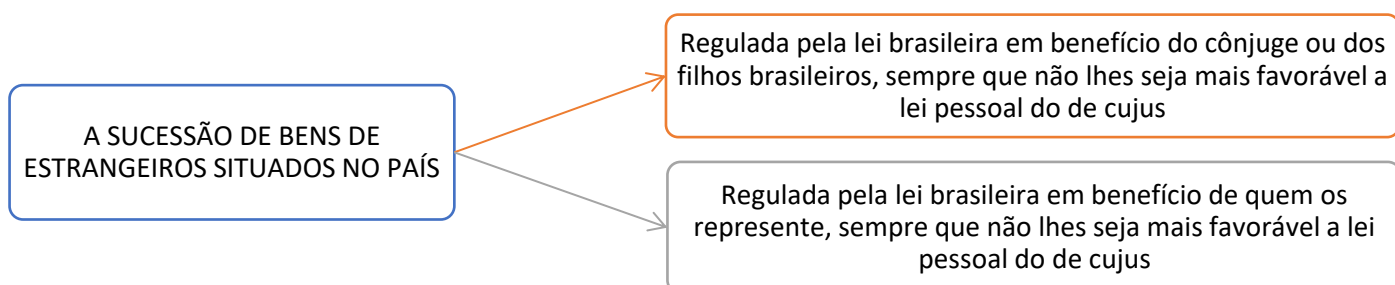 A SUCESSÃO DE BENS DE
ESTRANGEIROS SITUADOS NO PAÍS
Regulada pela lei brasileira em benefício do cônjuge ou dos
filhos brasileiros, sempre que não lhes seja mais favorável a
lei pessoal do de cujus
Regulada pela lei brasileira em benefício de quem os
represente, sempre que não lhes seja mais favorável a lei
pessoal do de cujus